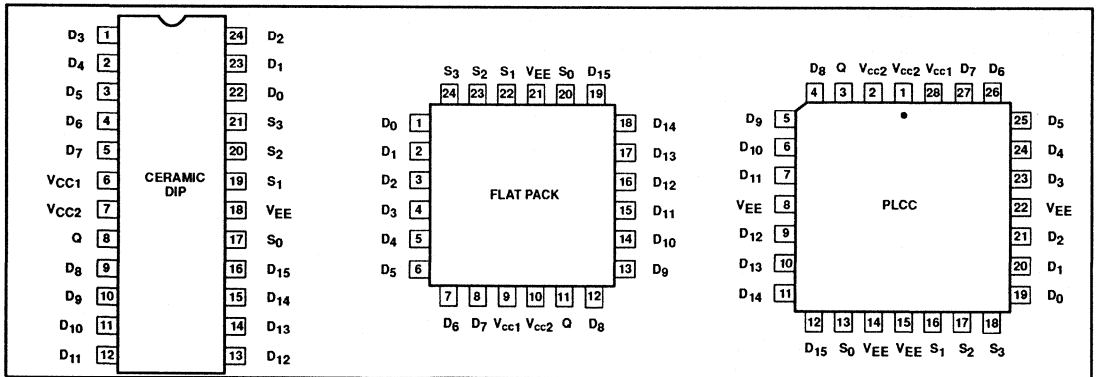 D3 1 24 D2
D4 2 23 D1
D5 3 22 D0
D6 4 21 S3
D7 5 20 S2
VCC1 6 19 S1
VCC2 7 18 VEE
Q 8 17 S0
D8 9 16 D15
D9 10 15 D14
D10 11 14 D13
D11 12 13 D12
CERAMIC
DIP
S3 S2 S1 VEE S0 D15
24 23 22 21 20 19
D0 1 18 D14
D1 2 17 D13
D2 3 16 D12
D3 4 15 D11
D4 5 14 D10
D5 6 13 D9
FLAT PACK
7 8 9 10 11 12
D6 D7 Vcc1 Vcc2 Q D8
D8 Q Vcc2 Vcc2 Vcc1 D7 D6
4 3 2 1 28 27 26
D9 5 25 D5
D10 6 24 D4
D11 7 23 D3
VEE 8 22 VEE
D12 9 21 D2
D13 10 20 D1
D14 11 19 D0
PLCC
12 13 14 15 16 17 18
D15 S0 VEE VEE S1 S2 S3